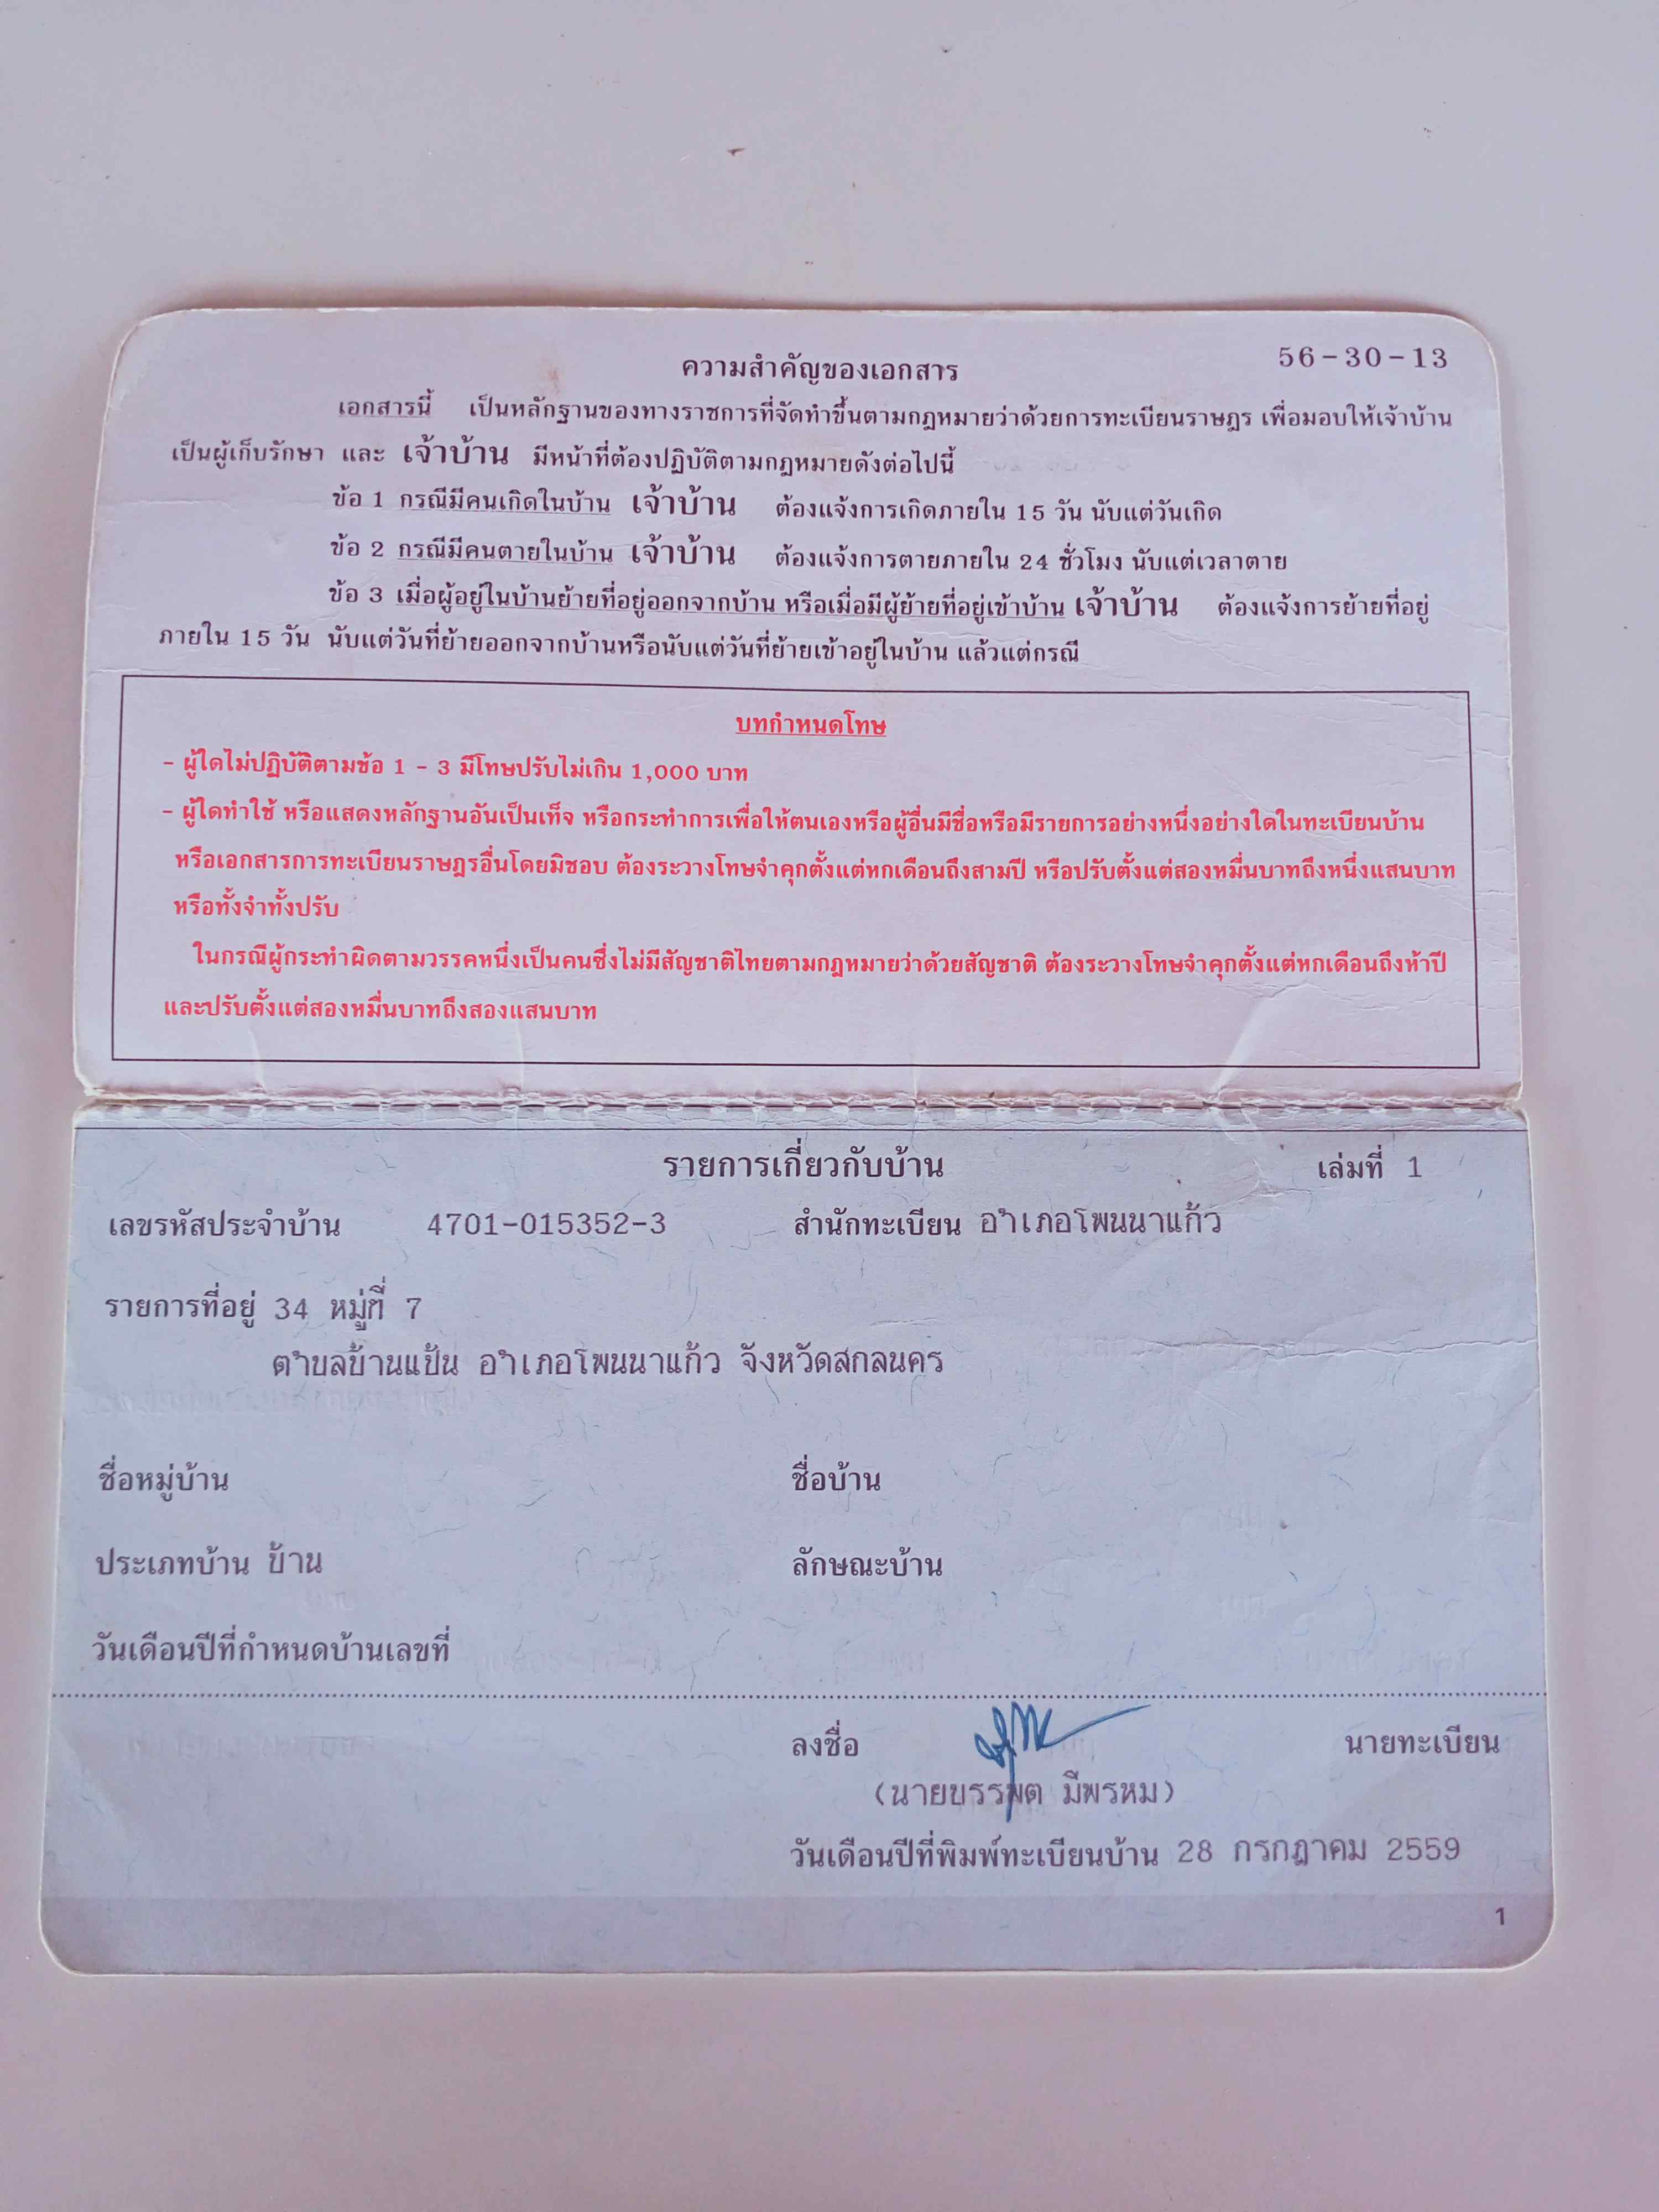 56-30-13
ความสำคัญของเอกสาร
เอกสารนี้ เป็นหลักฐานของทางราชการที่จัดทำขึ้นตามกฎหมายว่าด้วยการทะเบียนราษฎร เพื่อมอบให้เจ้าบ้าน
เป็นผู้เก็บรักษา และ เจ้าบ้าน มีหน้าที่ต้องปฏิบัติตามกฎหมายดังต่อไปนี้
ข้อ 1 กรณีมีคนเกิดในบ้าน เจ้าบ้าน ต้องแจ้งการเกิดภายใน 15 วัน นับแต่วันเกิด
ข้อ 2 กรณีมีคนตายในบ้าน เจ้าบ้าน ต้องแจ้งการตายภายใน 24 ชั่วโมง นับแต่เวลาตาย
ข้อ 3 เมื่อผู้อยู่ในบ้านย้ายที่อยู่ออกจากบ้าน หรือเมื่อมีผู้ย้ายที่อยู่เข้าบ้าน เจ้าบ้าน ต้องแจ้งการย้ายที่อยู่
ภายใน 15 วัน นับแต่วันที่ย้ายออกจากบ้านหรือนับแต่วันที่ย้ายเข้าอยู่ในบ้าน แล้วแต่กรณี
บทกำหนดโทษ
- ผู้ใดไม่ปฏิบัติตามข้อ 1 - 3 มีโทษปรับไม่เกิน 1,000 บาท
- ผู้ใดทำใช้ หรือแสดงหลักฐานอันเป็นเท็จ หรือกระทำการเพื่อให้ตนเองหรือผู้อื่นมีชื่อหรือมีรายการอย่างหนึ่งอย่างใดในทะเบียนบ้าน
หรือเอกสารการทะเบียนราษฎรอื่นโดยมิชอบ ต้องระวางโทษจำคุกตั้งแต่หกเดือนถึงสามปี หรือปรับตั้งแต่สองหมื่นบาทถึงหนึ่งแสนบาท
หรือทั้งจำทั้งปรับ
ในกรณีผู้กระทำผิดตามวรรคหนึ่งเป็นคนซึ่งไม่มีสัญชาติไทยตามกฎหมายว่าด้วยสัญชาติ ต้องระวางโทษจำคุกตั้งแต่หกเดือนถึงห้าปี
และปรับตั้งแต่สองหมื่นบาทถึงสองแสนบาท
รายการเกี่ยวกับบ้าน เล่มที่ 1
เลขรหัสประจำบ้าน 4701-015352-3 สำนักทะเบียน อำเภอโพนนาแก้ว
รายการที่อยู่ 34 หมู่ที่ 7
ตำบลบ้านแป้น อำเภอโพนนาแก้ว จังหวัดสกลนคร
ชื่อหมู่บ้าน ชื่อบ้าน
ประเภทบ้าน บ้าน ลักษณะบ้าน
วันเดือนปีที่กำหนดบ้านเลขที่
ลงชื่อ นายทะเบียน
(นายบรรพต มีพรหม)
วันเดือนปีที่พิมพ์ทะเบียนบ้าน 28 กรกฎาคม 2559
1